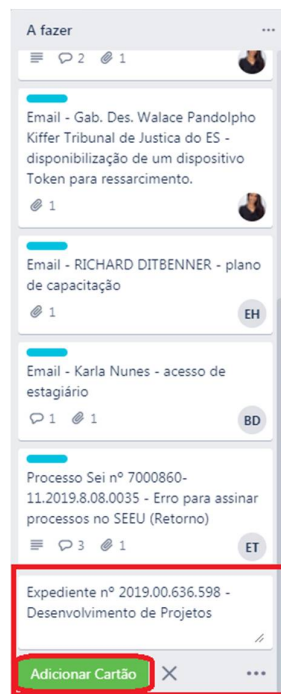 A fazer
2 1
Email - Gab. Des. Walace Pandolpho
Kiffer Tribunal de Justica do ES -
disponibilização de um dispositivo
Token para ressarcimento.
1
Email - RICHARD DITBENNER - plano
de capacitação
1 EH
Email - Karla Nunes - acesso de
estagiário
1 1 BD
Processo Sei nº 7000860-
11.2019.8.08.0035 - Erro para assinar
processos no SEEU (Retorno)
3 1 ET
Expediente nº 2019.00.636.598 -
Desenvolvimento de Projetos
Adicionar Cartão